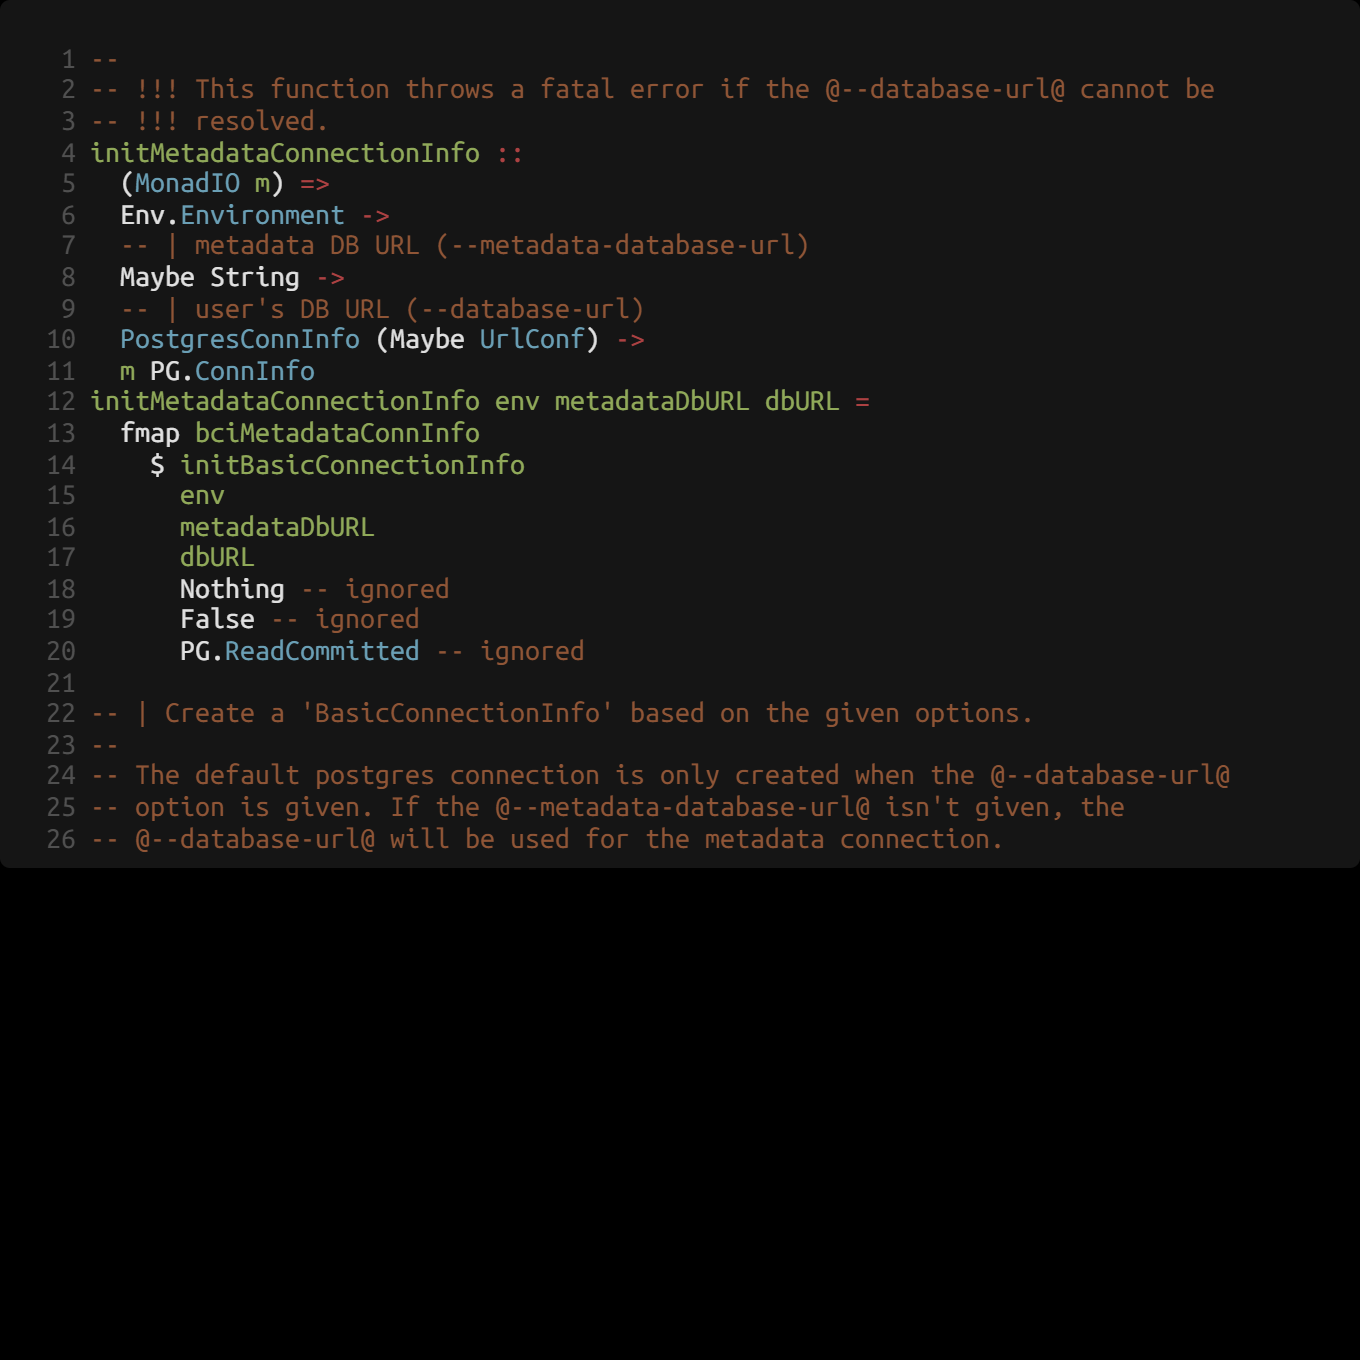 1 --
2 -- !!! This function throws a fatal error if the @--database-url@ cannot be
3 -- !!! resolved.
4 initMetadataConnectionInfo ::
5   (MonadIO m) =>
6   Env.Environment ->
7   -- | metadata DB URL (--metadata-database-url)
8   Maybe String ->
9   -- | user's DB URL (--database-url)
10   PostgresConnInfo (Maybe UrlConf) ->
11   m PG.ConnInfo
12 initMetadataConnectionInfo env metadataDbURL dbURL =
13   fmap bciMetadataConnInfo
14     $ initBasicConnectionInfo
15       env
16       metadataDbURL
17       dbURL
18       Nothing -- ignored
19       False -- ignored
20       PG.ReadCommitted -- ignored
21
22 -- | Create a 'BasicConnectionInfo' based on the given options.
23 --
24 -- The default postgres connection is only created when the @--database-url@
25 -- option is given. If the @--metadata-database-url@ isn't given, the
26 -- @--database-url@ will be used for the metadata connection.